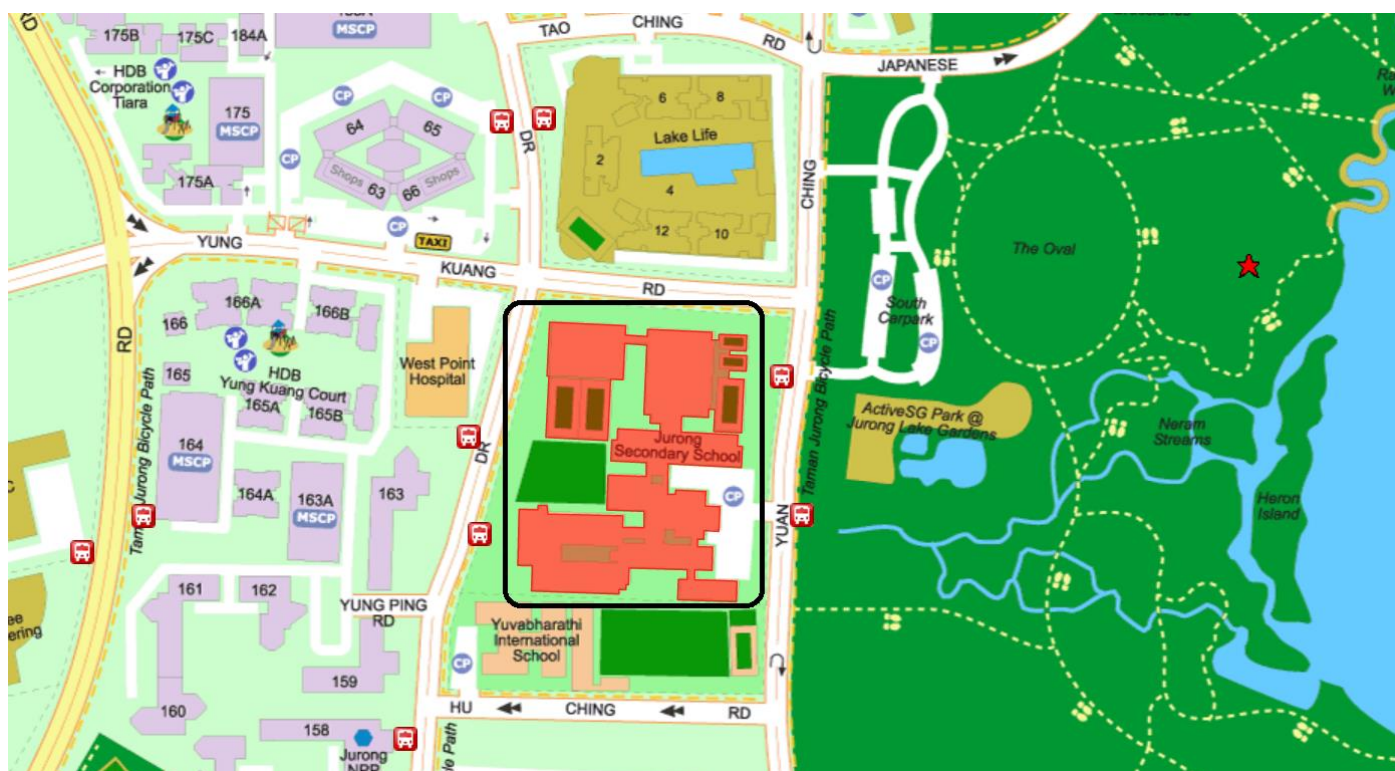 175B
175C
184A
MSCP
HDB
Corporation
Tiara
175
MSCP
175A
RD
TAO
CHING
RD
JAPANESE
CP
CP
64
65
CP
Shops
63
66
Shops
CP
TAXI
DR
6
8
Lake Life
2
4
12
10
CHING
The Oval
YUNG
KUANG
RD
CP
South
Carpark
CP
166A
166B
166
HDB
Yung Kuang Court
165
165A
165B
West Point
Hospital
RD
Taman Jurong Bicycle Path
164
MSCP
164A
163A
MSCP
163
DR
Jurong
Secondary School
CP
YUAN
Taman Jurong Bicycle Path
ActiveSG Park @
Jurong Lake Gardens
Neram
Streams
Heron
Island
161
162
YUNG PING
RD
Yuvabharathi
International
School
CP
159
160
158
HU
CHING
RD
Jurong
NPP
ering
Path